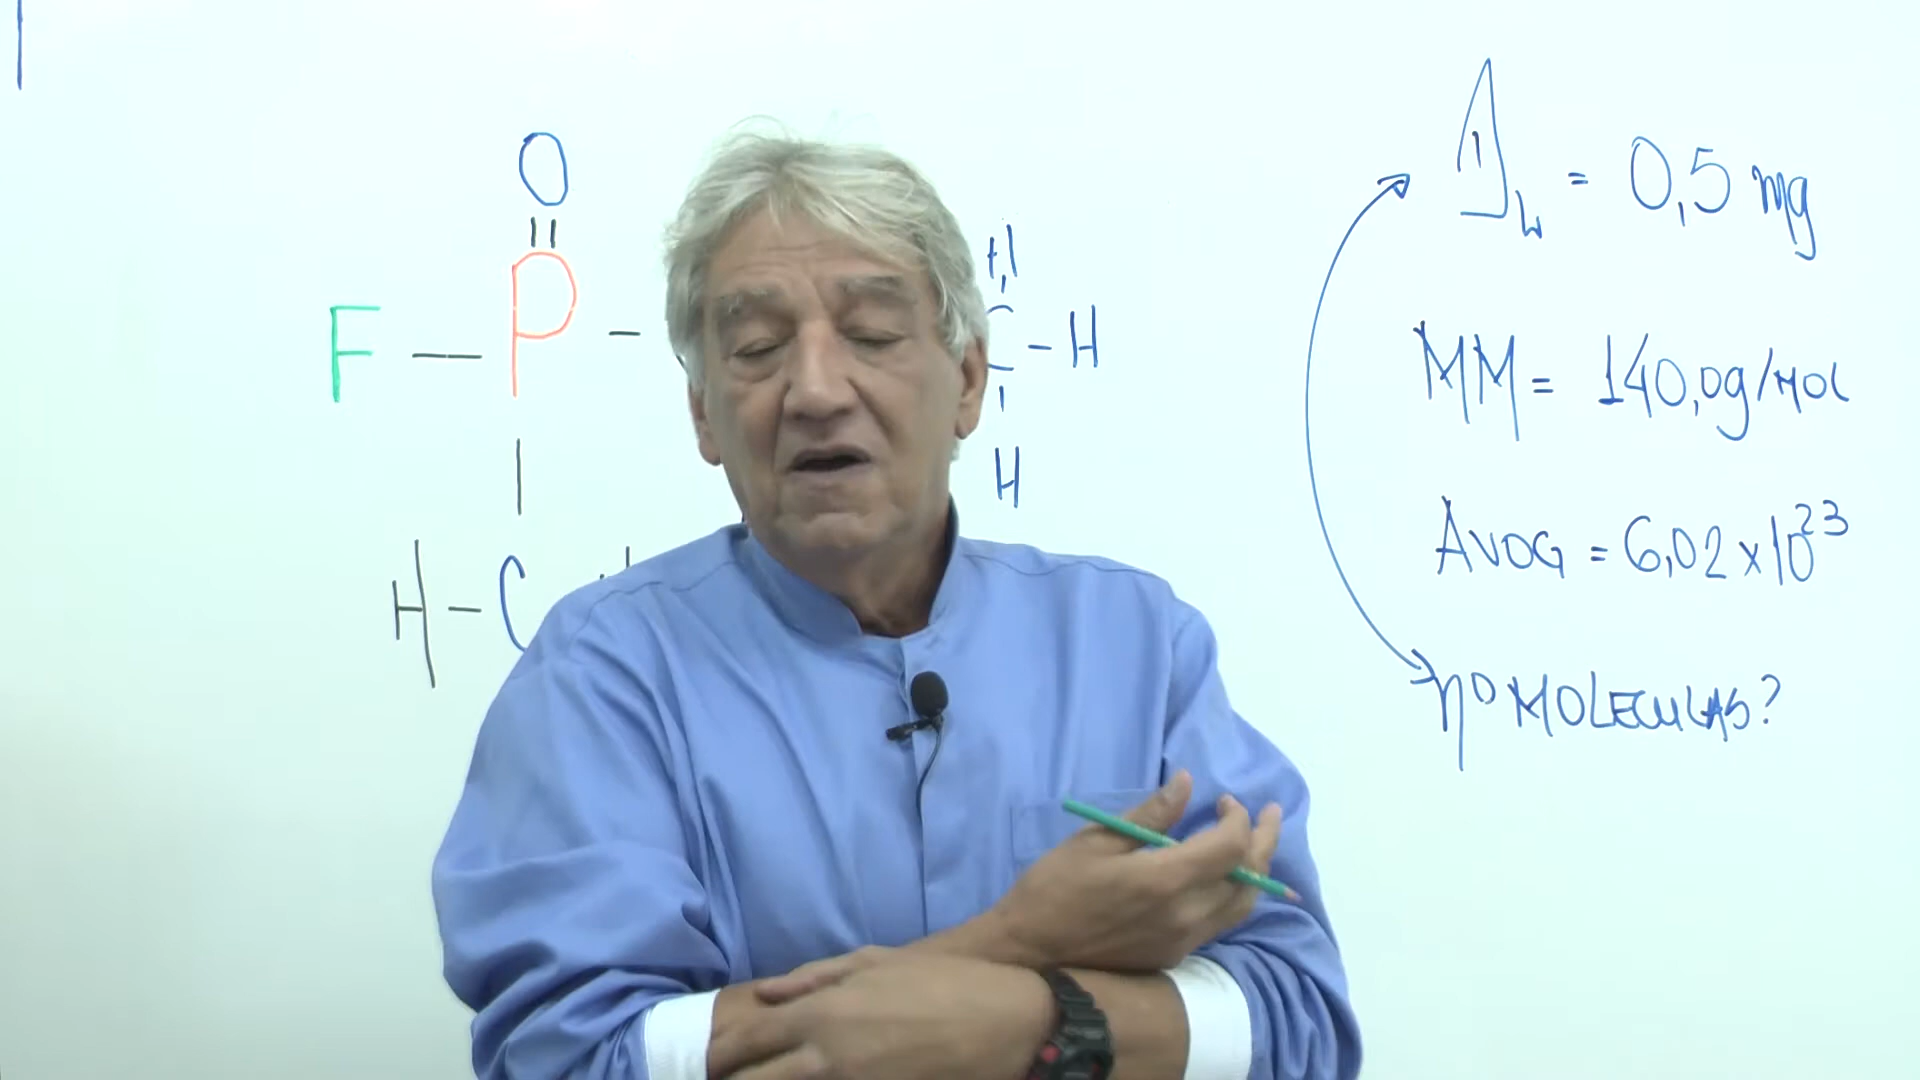 O
F — P —
H
C - H
H
H - C
= 0,5 mg
MM = 140,0g/MOL
AVOG = 6,02 x 10²³
nº MOLECULAS?